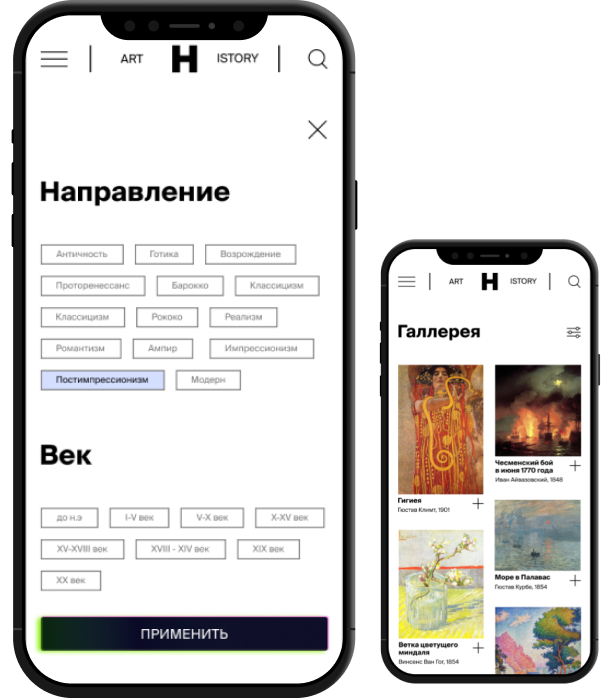 ART H ISTORY
Направление
Античность Готика Возрождение
Проторенессанс Барокко Классицизм
Классицизм Рококо Реализм
Романтизм Ампир Импрессионизм
Постимпрессионизм Модерн
Век
до н.э I-V век V-X век X-XV век
XV-XVIII век XVIII - XIV век XIX век
XX век
ПРИМЕНИТЬ
ART H ISTORY
Галлерея
Гигиея
Гюстав Климт, 1901
Чесменский бой
в июня 1770 года
Иван Айвазовский, 1848
Море в Палавас
Гюстав Курбе, 1854
Ветка цветущего
миндаля
Винсенс Ван Гог, 1854